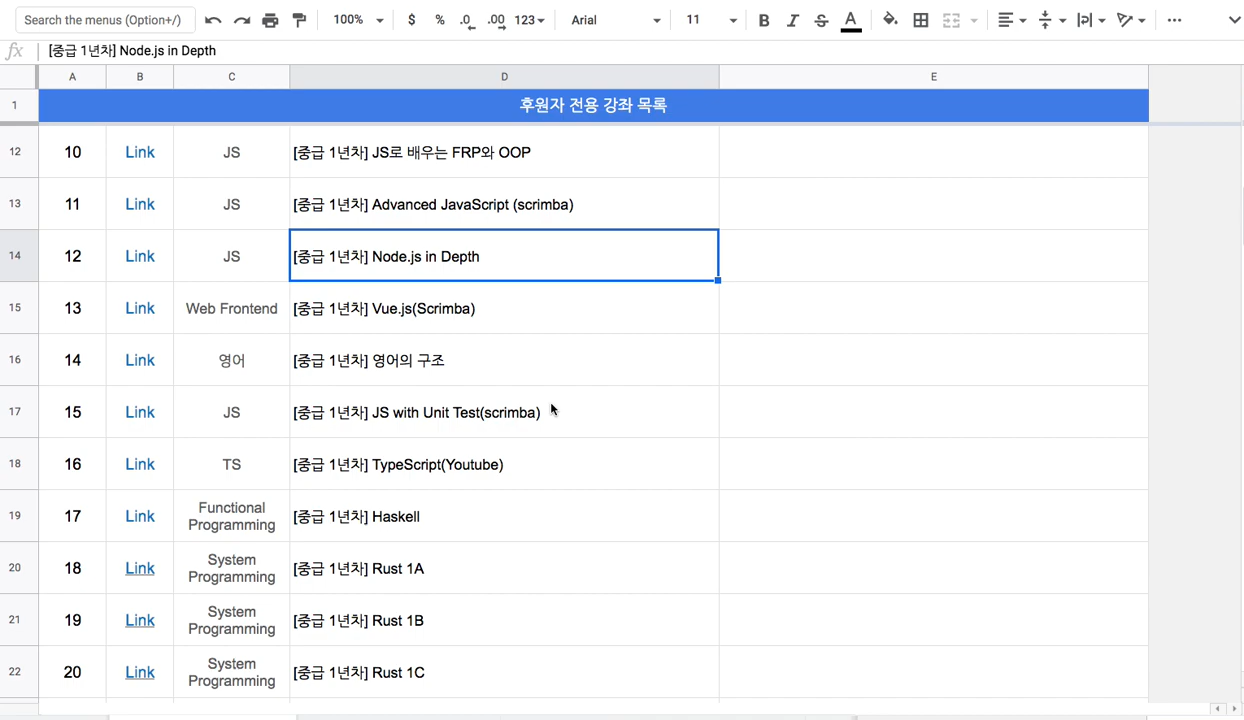 Search the menus (Option+/) 100% $ % .0 .00 123 Arial 11 B I S A
fx [중급 1년차] Node.js in Depth
A B C D E
1 후원자 전용 강좌 목록
12 10 Link JS [중급 1년차] JS로 배우는 FRP와 OOP
13 11 Link JS [중급 1년차] Advanced JavaScript (scrimba)
14 12 Link JS [중급 1년차] Node.js in Depth
15 13 Link Web Frontend [중급 1년차] Vue.js(Scrimba)
16 14 Link 영어 [중급 1년차] 영어의 구조
17 15 Link JS [중급 1년차] JS with Unit Test(scrimba)
18 16 Link TS [중급 1년차] TypeScript(Youtube)
19 17 Link Functional
Programming [중급 1년차] Haskell
20 18 Link System
Programming [중급 1년차] Rust 1A
21 19 Link System
Programming [중급 1년차] Rust 1B
22 20 Link System
Programming [중급 1년차] Rust 1C